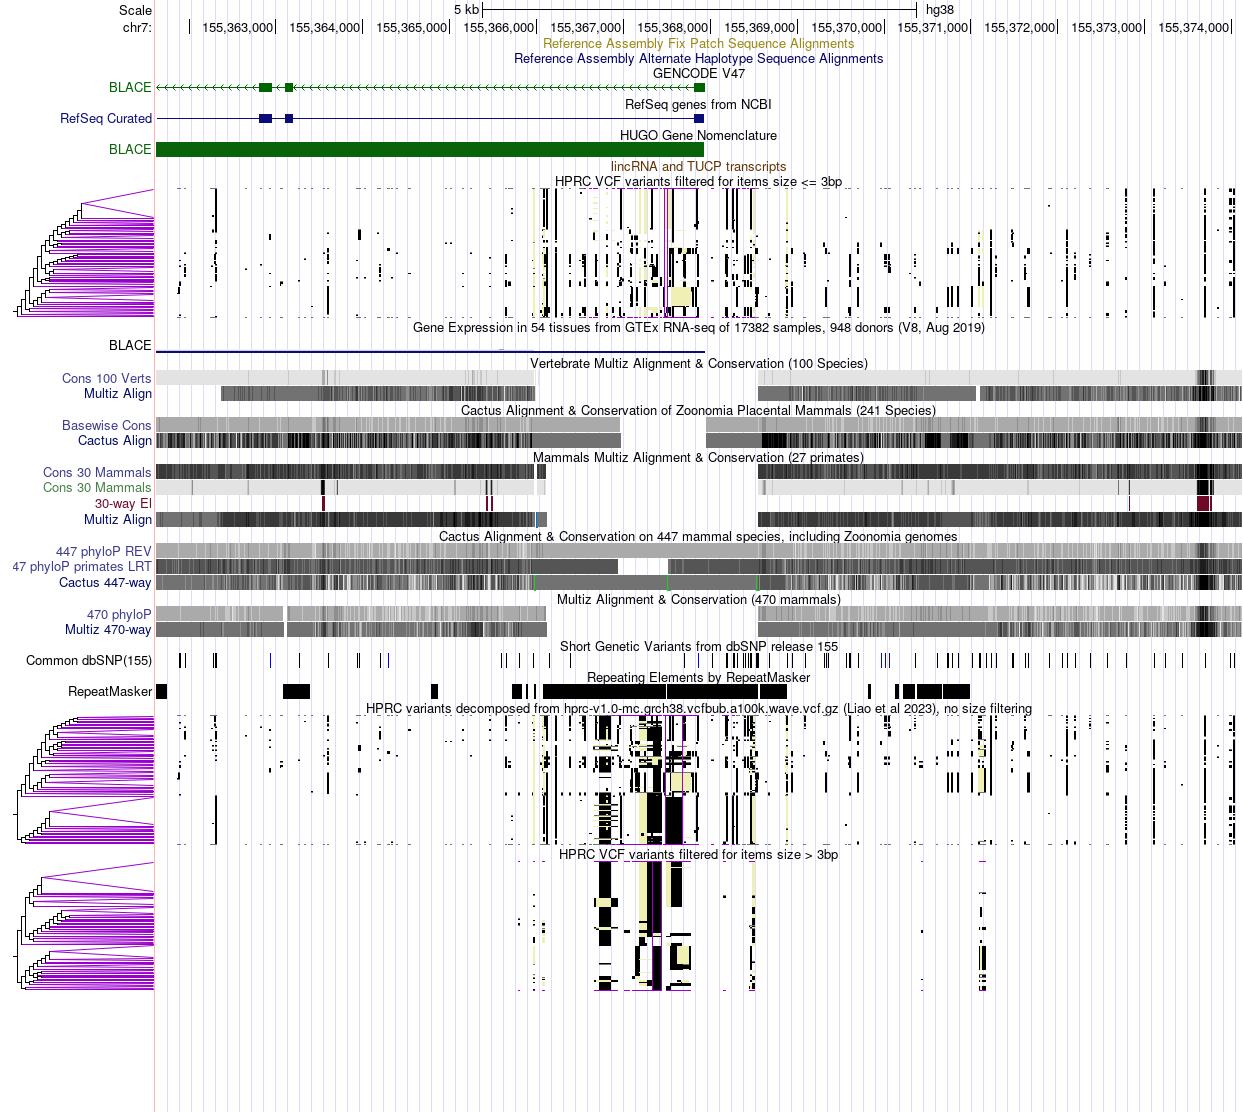 Scale 5 kb hg38
chr7: 155,363,000 155,364,000 155,365,000 155,366,000 155,367,000 155,368,000 155,369,000 155,370,000 155,371,000 155,372,000 155,373,000 155,374,000
Reference Assembly Fix Patch Sequence Alignments
Reference Assembly Alternate Haplotype Sequence Alignments
GENCODE V47
BLACE
RefSeq genes from NCBI
RefSeq Curated
HUGO Gene Nomenclature
BLACE
lincRNA and TUCP transcripts
HPRC VCF variants filtered for items size <= 3bp
Gene Expression in 54 tissues from GTEx RNA-seq of 17382 samples, 948 donors (V8, Aug 2019)
BLACE
Vertebrate Multiz Alignment & Conservation (100 Species)
Cons 100 Verts
Multiz Align
Cactus Alignment & Conservation of Zoonomia Placental Mammals (241 Species)
Basewise Cons
Cactus Align
Mammals Multiz Alignment & Conservation (27 primates)
Cons 30 Mammals
Cons 30 Mammals
30-way El
Multiz Align
Cactus Alignment & Conservation on 447 mammal species, including Zoonomia genomes
447 phyloP REV
47 phyloP primates LRT
Cactus 447-way
Multiz Alignment & Conservation (470 mammals)
470 phyloP
Multiz 470-way
Short Genetic Variants from dbSNP release 155
Common dbSNP(155)
Repeating Elements by RepeatMasker
RepeatMasker
HPRC variants decomposed from hprc-v1.0-mc.grch38.vcfbub.a100k.wave.vcf.gz (Liao et al 2023), no size filtering
HPRC VCF variants filtered for items size > 3bp